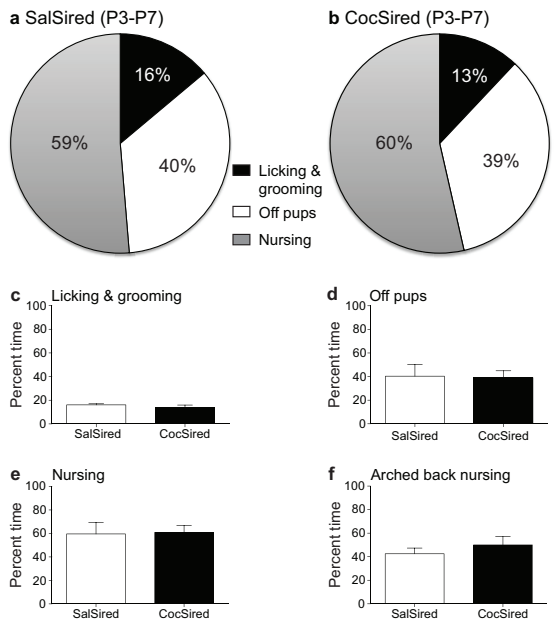 a SalSired (P3-P7)
16%
59%
40%
b CocSired (P3-P7)
13%
60%
39%
Licking &
grooming
Off pups
Nursing
c Licking & grooming
Percent time
100
80
60
40
20
0
SalSired CocSired
d Off pups
Percent time
100
80
60
40
20
0
SalSired CocSired
e Nursing
Percent time
100
80
60
40
20
0
SalSired CocSired
f Arched back nursing
Percent time
100
80
60
40
20
0
SalSired CocSired